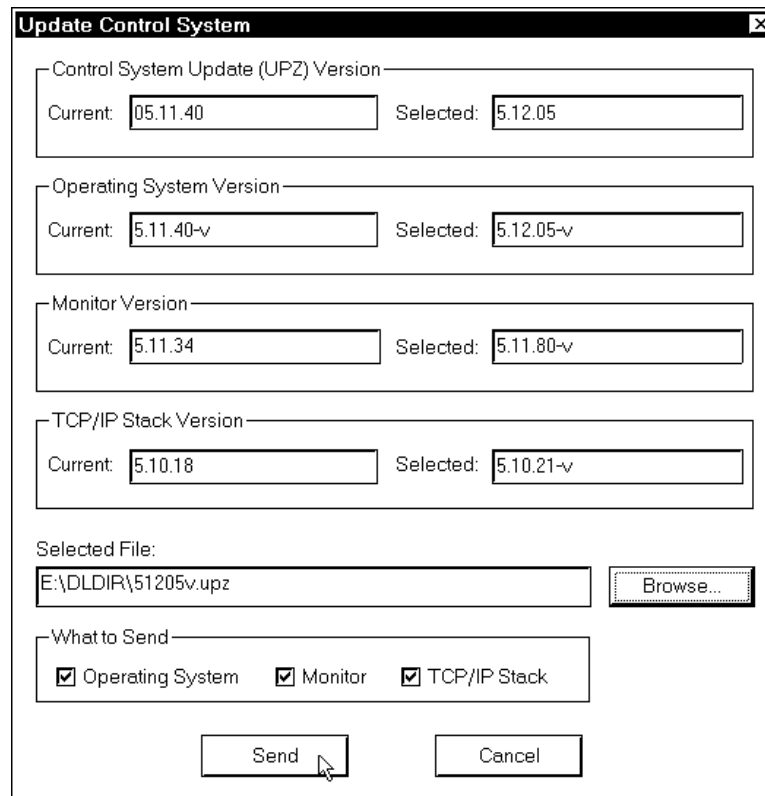 Update Control System
Control System Update (UPZ) Version
Current: 05.11.40 Selected: 5.12.05
Operating System Version
Current: 5.11.40-v Selected: 5.12.05-v
Monitor Version
Current: 5.11.34 Selected: 5.11.80-v
TCP/IP Stack Version
Current: 5.10.18 Selected: 5.10.21-v
Selected File:
E:\DLDIR\51205v.upz Browse...
What to Send
Operating System Monitor TCP/IP Stack
Send Cancel